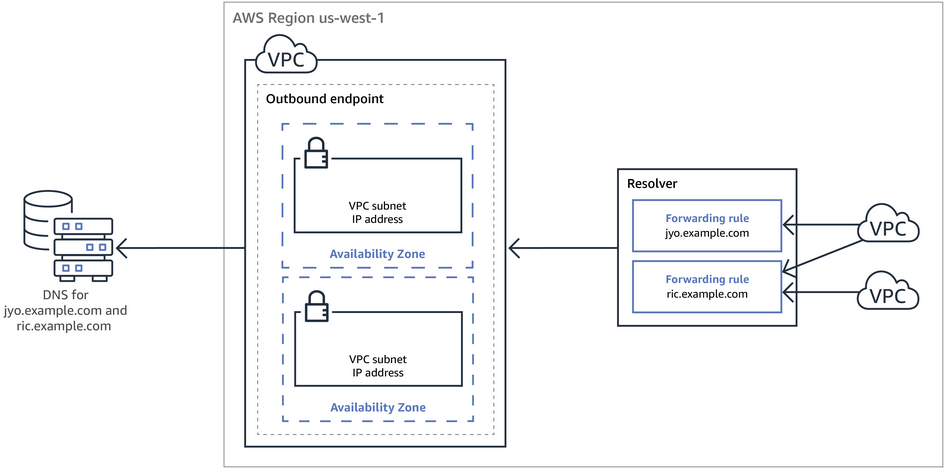 AWS Region us-west-1
VPC
Outbound endpoint
VPC subnet
IP address
Availability Zone
VPC subnet
IP address
Availability Zone
DNS for
jyo.example.com and
ric.example.com
Resolver
Forwarding rule
jyo.example.com
Forwarding rule
ric.example.com
VPC
VPC